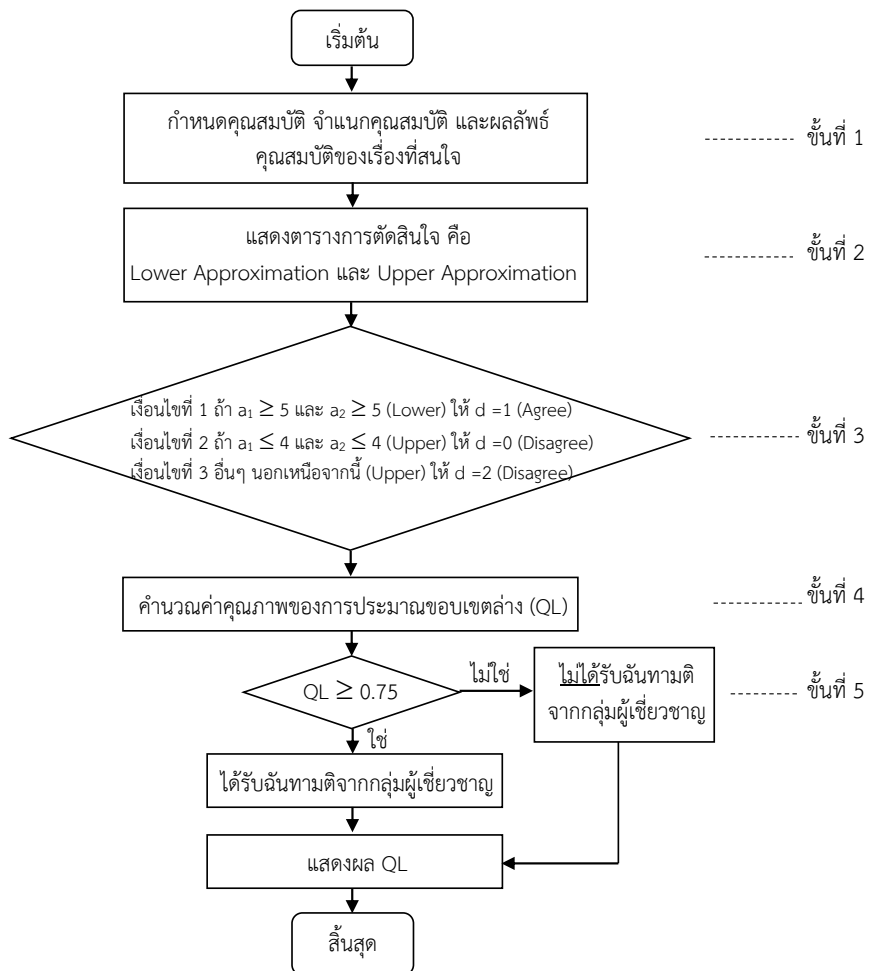 เริ่มต้น
กำหนดคุณสมบัติ จำแนกคุณสมบัติ และผลลัพธ์
คุณสมบัติของเรื่องที่สนใจ
ขั้นที่ 1
แสดงตารางการตัดสินใจ คือ
Lower Approximation และ Upper Approximation
ขั้นที่ 2
เงื่อนไขที่ 1 ถ้า a₁ ≥ 5 และ a₂ ≥ 5 (Lower) ให้ d =1 (Agree)
เงื่อนไขที่ 2 ถ้า a₁ ≤ 4 และ a₂ ≤ 4 (Upper) ให้ d =0 (Disagree)
เงื่อนไขที่ 3 อื่นๆ นอกเหนือจากนี้ (Upper) ให้ d =2 (Disagree)
ขั้นที่ 3
คำนวณค่าคุณภาพของการประมาณขอบเขตล่าง (QL)
ขั้นที่ 4
QL ≥ 0.75
ไม่ใช่
ไม่ได้รับฉันทามติ
จากกลุ่มผู้เชี่ยวชาญ
ขั้นที่ 5
ใช่
ได้รับฉันทามติจากกลุ่มผู้เชี่ยวชาญ
แสดงผล QL
สิ้นสุด